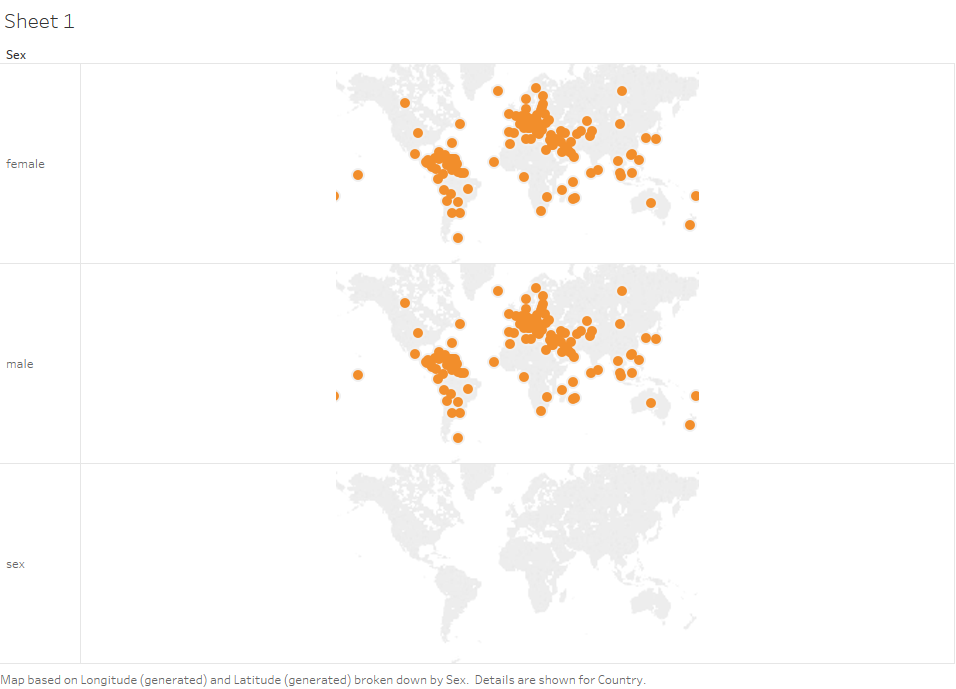 Sheet 1
Sex
female
male
sex
Map based on Longitude (generated) and Latitude (generated) broken down by Sex. Details are shown for Country.